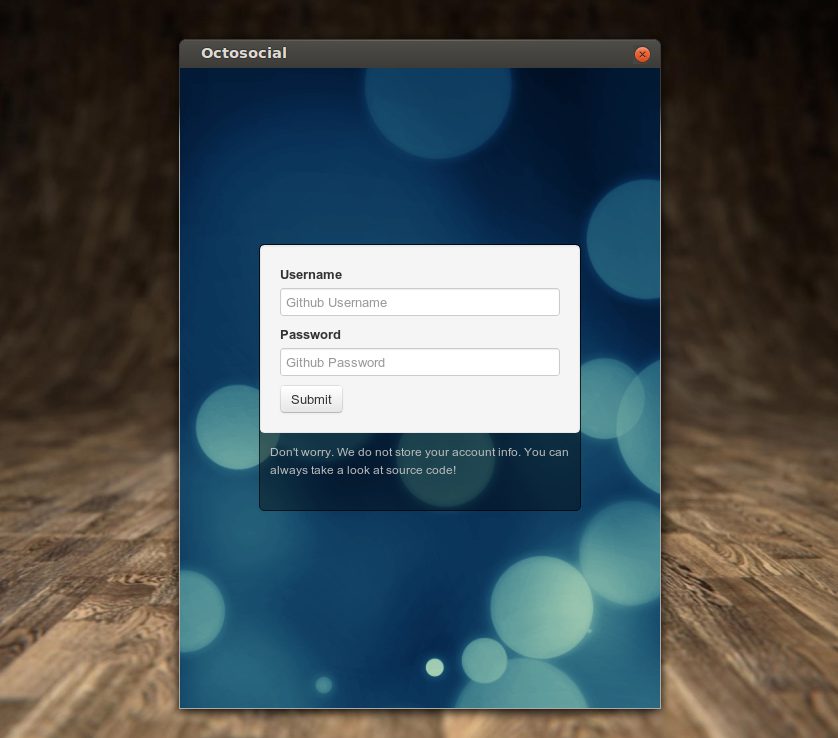 Octosocial
Username
Github Username
Password
Github Password
Submit
Don't worry. We do not store your account info. You can
always take a look at source code!